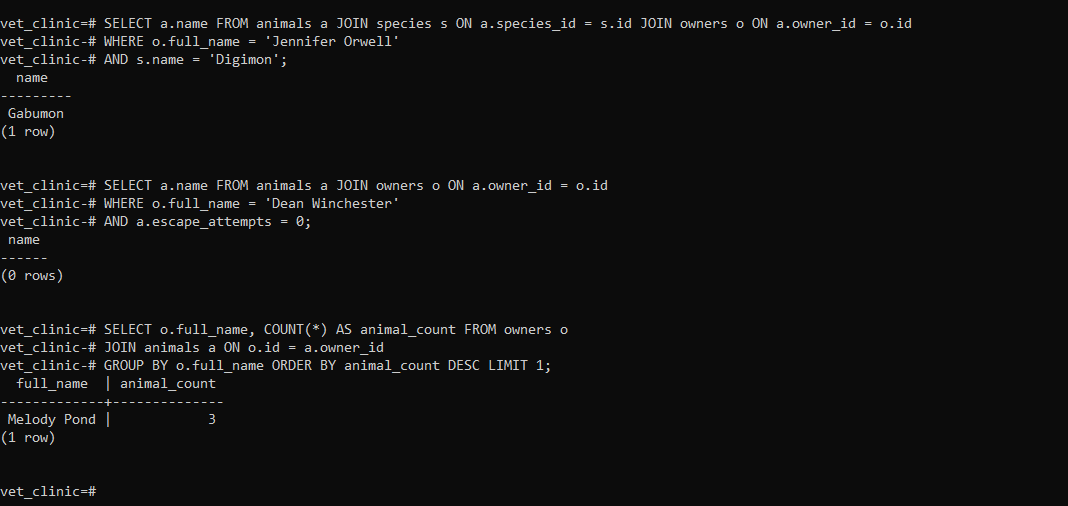 vet_clinic=# SELECT a.name FROM animals a JOIN species s ON a.species_id = s.id JOIN owners o ON a.owner_id = o.id
vet_clinic-# WHERE o.full_name = 'Jennifer Orwell'
vet_clinic-# AND s.name = 'Digimon';
  name
---------
 Gabumon
(1 row)

vet_clinic=# SELECT a.name FROM animals a JOIN owners o ON a.owner_id = o.id
vet_clinic-# WHERE o.full_name = 'Dean Winchester'
vet_clinic-# AND a.escape_attempts = 0;
 name
------
(0 rows)

vet_clinic=# SELECT o.full_name, COUNT(*) AS animal_count FROM owners o
vet_clinic-# JOIN animals a ON o.id = a.owner_id
vet_clinic-# GROUP BY o.full_name ORDER BY animal_count DESC LIMIT 1;
  full_name  | animal_count
-------------+--------------
 Melody Pond |            3
(1 row)

vet_clinic=#